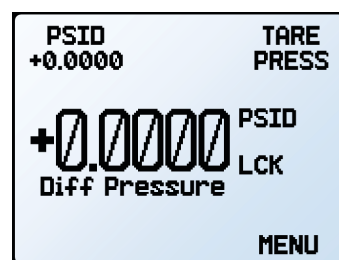 PSID TARE
+0.0000 PRESS
+0.0000 PSID
LCK
Diff Pressure
MENU